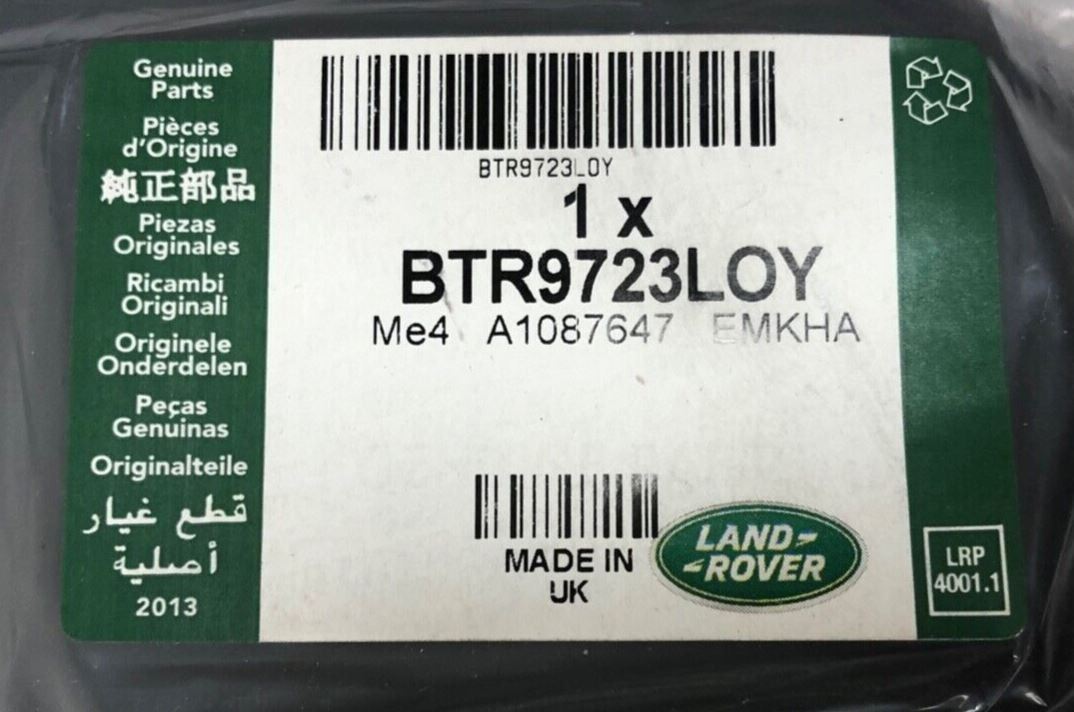 Genuine
Parts
Pièces
d'Origine
純正部品
Piezas
Originales
Ricambi
Originali
Originele
Onderdelen
Peças
Genuinas
Originalteile
قطع غيار
أصلية
2013
BTR9723LOY
1 x
BTR9723LOY
Me4 A1087647 EMKHA
MADE IN
UK
LAND-
-ROVER
LRP
4001.1